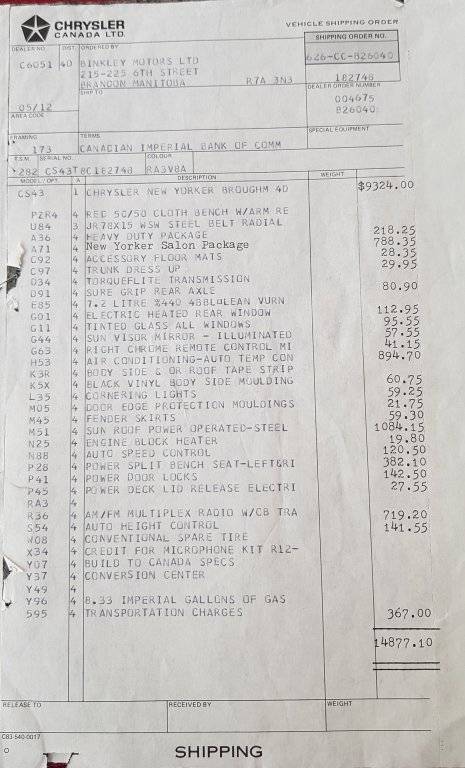 CHRYSLER
CANADA LTD.
VEHICLE SHIPPING ORDER
DEALER NO. DIST. ORDERED BY SHIPPING ORDER NO.
C6051 4D BINKLEY MOTORS LTD 626-CC-826040
215-225 6TH STREET
BRANDON MANITOBA R7A 3N3 182748
SHIP TO DEALER ORDER NUMBER
004675
05/12 826040
AREA CODE
FRAMING TERMS SPECIAL EQUIPMENT
173 CANADIAN IMPERIAL BANK OF COMM
SERIAL NO. COLOUR
282 CS43T8C182748 RA3V8A
MODEL/OPT. A DESCRIPTION WEIGHT
CS43 1 CHRYSLER NEW YORKER BROUGHM 4D $9324.00
P2R4 4 RED 50/50 CLOTH BENCH W/ARM RE
U84 3 JR78X15 WSW STEEL BELT RADIAL 218.25
A36 4 HEAVY DUTY PACKAGE
A71 New Yorker Salon Package 788.35
C92 4 ACCESSORY FLOOR MATS 28.35
C97 4 TRUNK DRESS UP 29.95
D34 4 TORQUEFLITE TRANSMISSION
D91 4 SURE GRIP REAR AXLE 80.90
E85 4 7.2 LITRE %440 4BBLQLEAN VURN
G01 4 ELECTRIC HEATED REAR WINDOW 112.95
G11 4 TINTED GLASS ALL WINDOWS 95.55
G44 4 SUN VISOR MIRROR - ILLUMINATED 57.55
G63 4 RIGHT CHROME REMOTE CONTROL MI 41.15
H53 4 AIR CONDITIONING-AUTO TEMP CON 894.70
K3R 4 BODY SIDE & OR ROOF TAPE STRIP
K5X 4 BLACK VINYL BODY SIDE MOULDING 60.75
L35 4 CORNERING LIGHTS 59.25
M05 4 DOOR EDGE PROTECTION MOULDINGS 21.75
M45 4 FENDER SKIRTS 59.30
M51 4 SUN ROOF POWER OPERATED-STEEL 1084.15
N25 4 ENGINE BLOCK HEATER 19.80
N88 4 AUTO SPEED CONTROL 120.50
P28 4 POWER SPLIT BENCH SEAT-LEFT&RI 382.10
P41 4 POWER DOOR LOCKS 142.50
P45 4 POWER DECK LID RELEASE ELECTRI 27.55
RA3 4
R36 4 AM/FM MULTIPLEX RADIO W/CB TRA 719.20
S54 4 AUTO HEIGHT CONTROL 141.55
W08 4 CONVENTIONAL SPARE TIRE
X34 4 CREDIT FOR MICROPHONE KIT R12-
Y07 4 BUILD TO CANADA SPECS
Y37 4 CONVERSION CENTER
Y49 4
Y96 4 8.33 IMPERIAL GALLONS OF GAS
595 4 TRANSPORTATION CHARGES 367.00
14877.10
RELEASE TO RECEIVED BY WEIGHT
C83-540-0017
SHIPPING